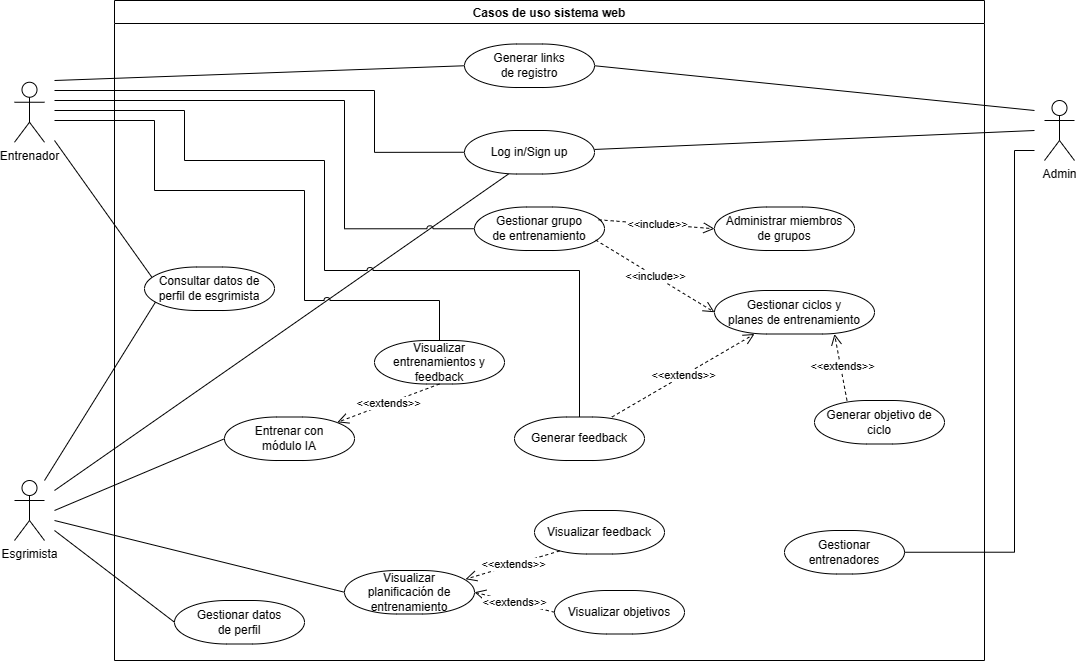 Casos de uso sistema web
Generar links
de registro
Entrenador
Admin
Log in/Sign up
Gestionar grupo
de entrenamiento
<<include>>
Administrar miembros
de grupos
<<include>>
Consultar datos de
perfil de esgrimista
Gestionar ciclos y
planes de entrenamiento
Visualizar
entrenamientos y
feedback
<<extends>>
<<extends>>
<<extends>>
Entrenar con
módulo IA
Generar feedback
Generar objetivo de
ciclo
Esgrimista
Visualizar feedback
Gestionar
entrenadores
<<extends>>
Visualizar
planificación de
entrenamiento
<<extends>>
Visualizar objetivos
Gestionar datos
de perfil